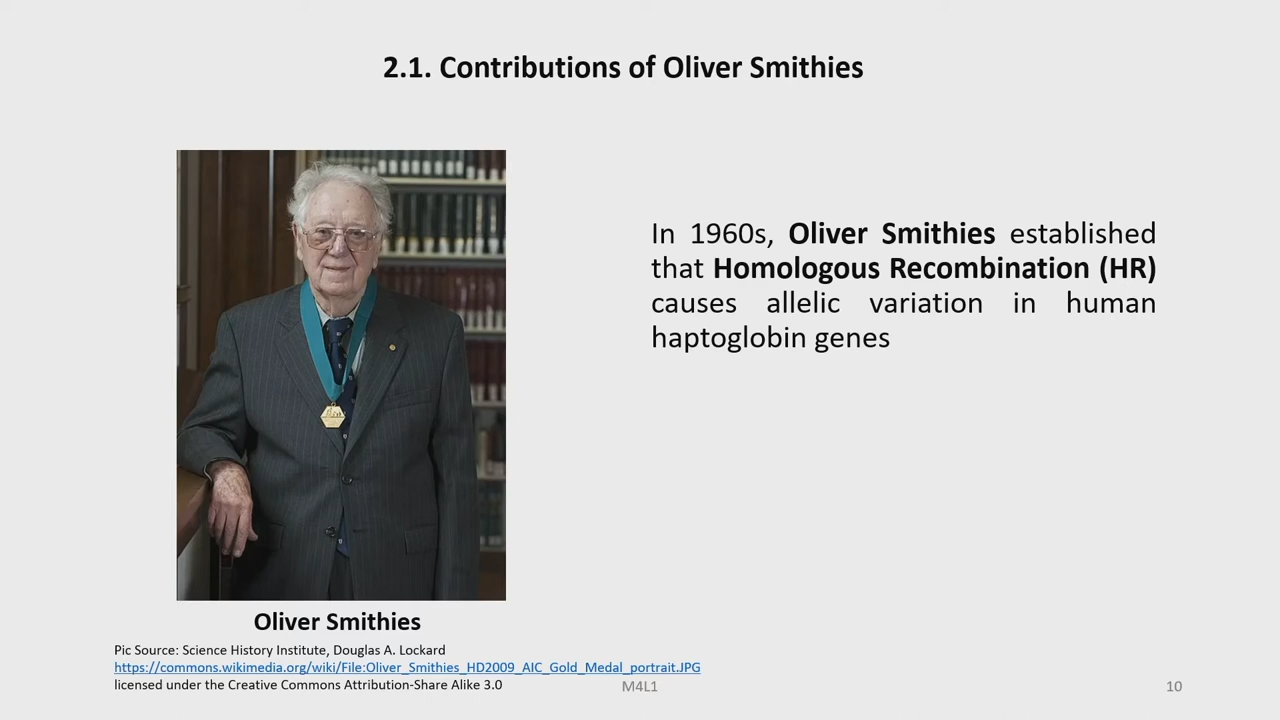 2.1. Contributions of Oliver Smithies
In 1960s, Oliver Smithies established
that Homologous Recombination (HR)
causes allelic variation in human
haptoglobin genes
Oliver Smithies
Pic Source: Science History Institute, Douglas A. Lockard
https://commons.wikimedia.org/wiki/File:Oliver_Smithies_HD2009_AIC_Gold_Medal_portrait.JPG
licensed under the Creative Commons Attribution-Share Alike 3.0
M4L1
10